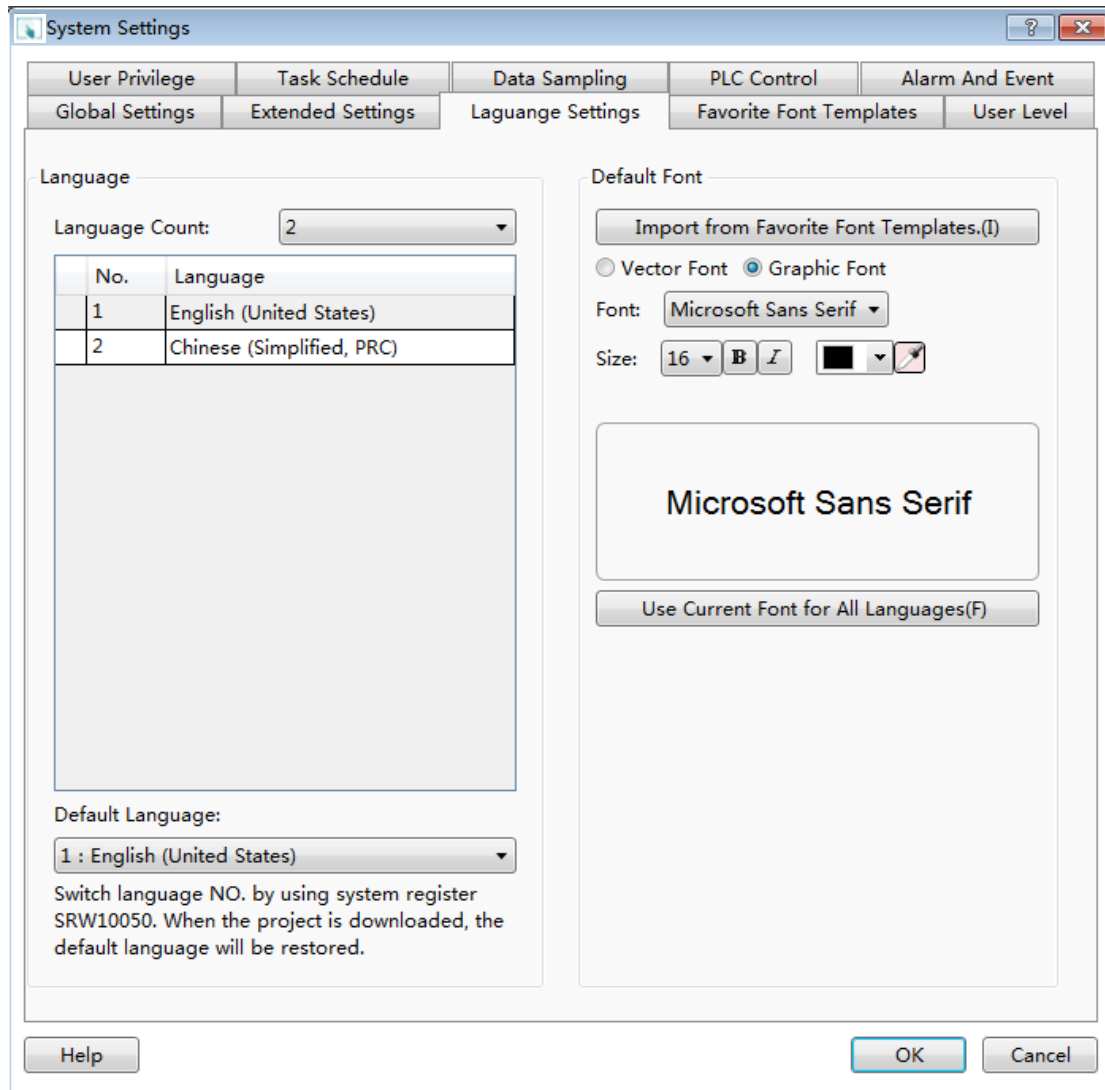 System Settings
User Privilege
Task Schedule
Data Sampling
PLC Control
Alarm And Event
Global Settings
Extended Settings
Laguange Settings
Favorite Font Templates
User Level
Language
Language Count:
2
No.
Language
1
English (United States)
2
Chinese (Simplified, PRC)
Default Language:
1 : English (United States)
Switch language NO. by using system register
SRW10050. When the project is downloaded, the
default language will be restored.
Default Font
Import from Favorite Font Templates.(I)
Vector Font
Graphic Font
Font:
Microsoft Sans Serif
Size:
16
B
I
Microsoft Sans Serif
Use Current Font for All Languages(F)
Help
OK
Cancel